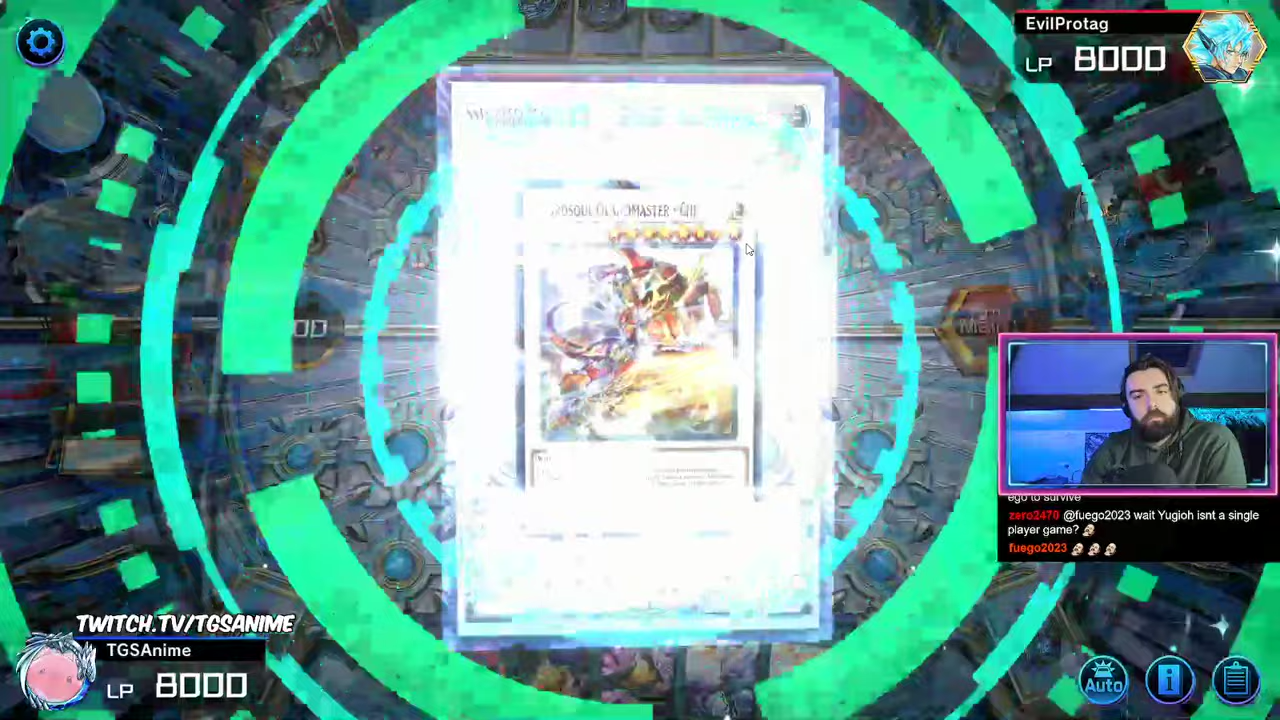 EvilProtag
LP 8000
ego to survive
zero2470 @fuego2023 wait Yugioh isnt a single
player game?
fuego2023
TWITCH.TV/TGSANIME
TGSAnime
LP 8000
Auto